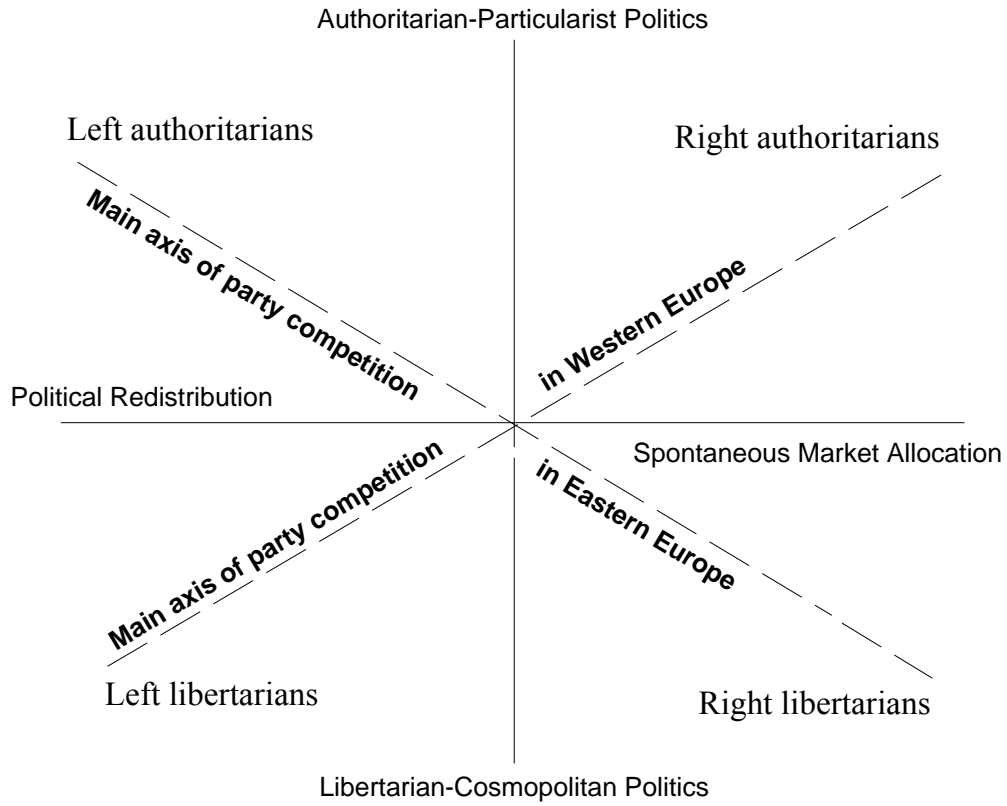 Authoritarian-Particularist Politics
Left authoritarians
Right authoritarians
Main axis of party competition
in Western Europe
Political Redistribution
Spontaneous Market Allocation
Main axis of party competition
in Eastern Europe
Left libertarians
Right libertarians
Libertarian-Cosmopolitan Politics